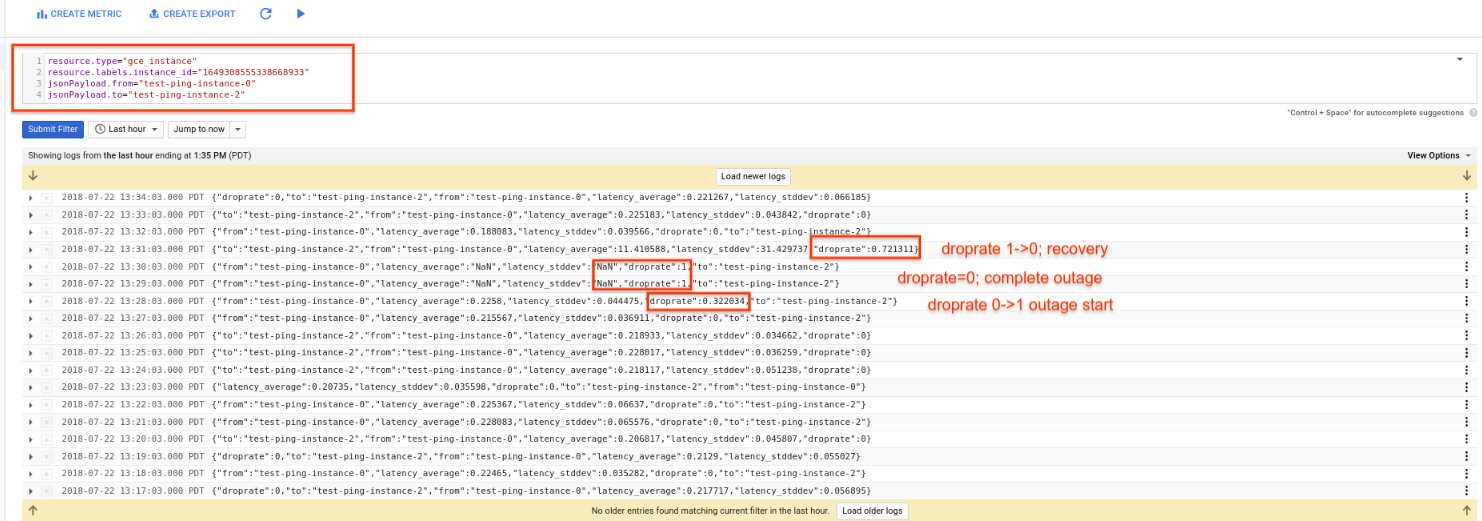 CREATE METRIC CREATE EXPORT
1 resource.type="gce_instance"
2 resource.labels.instance_id="1649308555338668933"
3 jsonPayload.from="test-ping-instance-0"
4 jsonPayload.to="test-ping-instance-2"
"Control + Space" for autocomplete suggestions ?
Submit Filter Last hour Jump to now
Showing logs from the last hour ending at 1:35 PM (PDT) View Options
Load newer logs
2018-07-22 13:34:03.000 PDT {"droprate":0,"to":"test-ping-instance-2","from":"test-ping-instance-0","latency_average":0.221267,"latency_stddev":0.066185}
2018-07-22 13:33:03.000 PDT {"to":"test-ping-instance-2","from":"test-ping-instance-0","latency_average":0.225183,"latency_stddev":0.043842,"droprate":0}
2018-07-22 13:32:03.000 PDT {"from":"test-ping-instance-0","latency_average":0.188083,"latency_stddev":0.039566,"droprate":0,"to":"test-ping-instance-2"}
2018-07-22 13:31:03.000 PDT {"to":"test-ping-instance-2","from":"test-ping-instance-0","latency_average":11.410588,"latency_stddev":31.429737,"droprate":0.721311} droprate 1->0; recovery
2018-07-22 13:30:03.000 PDT {"from":"test-ping-instance-0","latency_average":"NaN","latency_stddev":"NaN","droprate":1,"to":"test-ping-instance-2"}
droprate=0; complete outage
2018-07-22 13:29:03.000 PDT {"from":"test-ping-instance-0","latency_average":"NaN","latency_stddev":"NaN","droprate":1,"to":"test-ping-instance-2"}
2018-07-22 13:28:03.000 PDT {"from":"test-ping-instance-0","latency_average":0.2258,"latency_stddev":0.044475,"droprate":0.322034,"to":"test-ping-instance-2"} droprate 0->1 outage start
2018-07-22 13:27:03.000 PDT {"from":"test-ping-instance-0","latency_average":0.215567,"latency_stddev":0.036911,"droprate":0,"to":"test-ping-instance-2"}
2018-07-22 13:26:03.000 PDT {"to":"test-ping-instance-2","from":"test-ping-instance-0","latency_average":0.218933,"latency_stddev":0.034662,"droprate":0}
2018-07-22 13:25:03.000 PDT {"to":"test-ping-instance-2","from":"test-ping-instance-0","latency_average":0.228017,"latency_stddev":0.036259,"droprate":0}
2018-07-22 13:24:03.000 PDT {"to":"test-ping-instance-2","from":"test-ping-instance-0","latency_average":0.218117,"latency_stddev":0.051238,"droprate":0}
2018-07-22 13:23:03.000 PDT {"latency_average":0.20735,"latency_stddev":0.035598,"droprate":0,"to":"test-ping-instance-2","from":"test-ping-instance-0"}
2018-07-22 13:22:03.000 PDT {"from":"test-ping-instance-0","latency_average":0.225367,"latency_stddev":0.06637,"droprate":0,"to":"test-ping-instance-2"}
2018-07-22 13:21:03.000 PDT {"from":"test-ping-instance-0","latency_average":0.228083,"latency_stddev":0.065576,"droprate":0,"to":"test-ping-instance-2"}
2018-07-22 13:20:03.000 PDT {"to":"test-ping-instance-2","from":"test-ping-instance-0","latency_average":0.206817,"latency_stddev":0.045807,"droprate":0}
2018-07-22 13:19:03.000 PDT {"droprate":0,"to":"test-ping-instance-2","from":"test-ping-instance-0","latency_average":0.2129,"latency_stddev":0.055027}
2018-07-22 13:18:03.000 PDT {"from":"test-ping-instance-0","latency_average":0.22465,"latency_stddev":0.035282,"droprate":0,"to":"test-ping-instance-2"}
2018-07-22 13:17:03.000 PDT {"droprate":0,"to":"test-ping-instance-2","from":"test-ping-instance-0","latency_average":0.217717,"latency_stddev":0.056895}
No older entries found matching current filter in the last hour. Load older logs